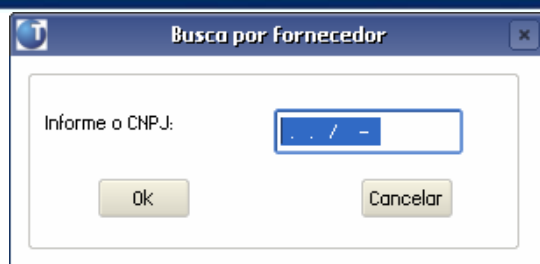 Busca por fornecedor
Informe o CNPJ: . . / -
Ok Cancelar